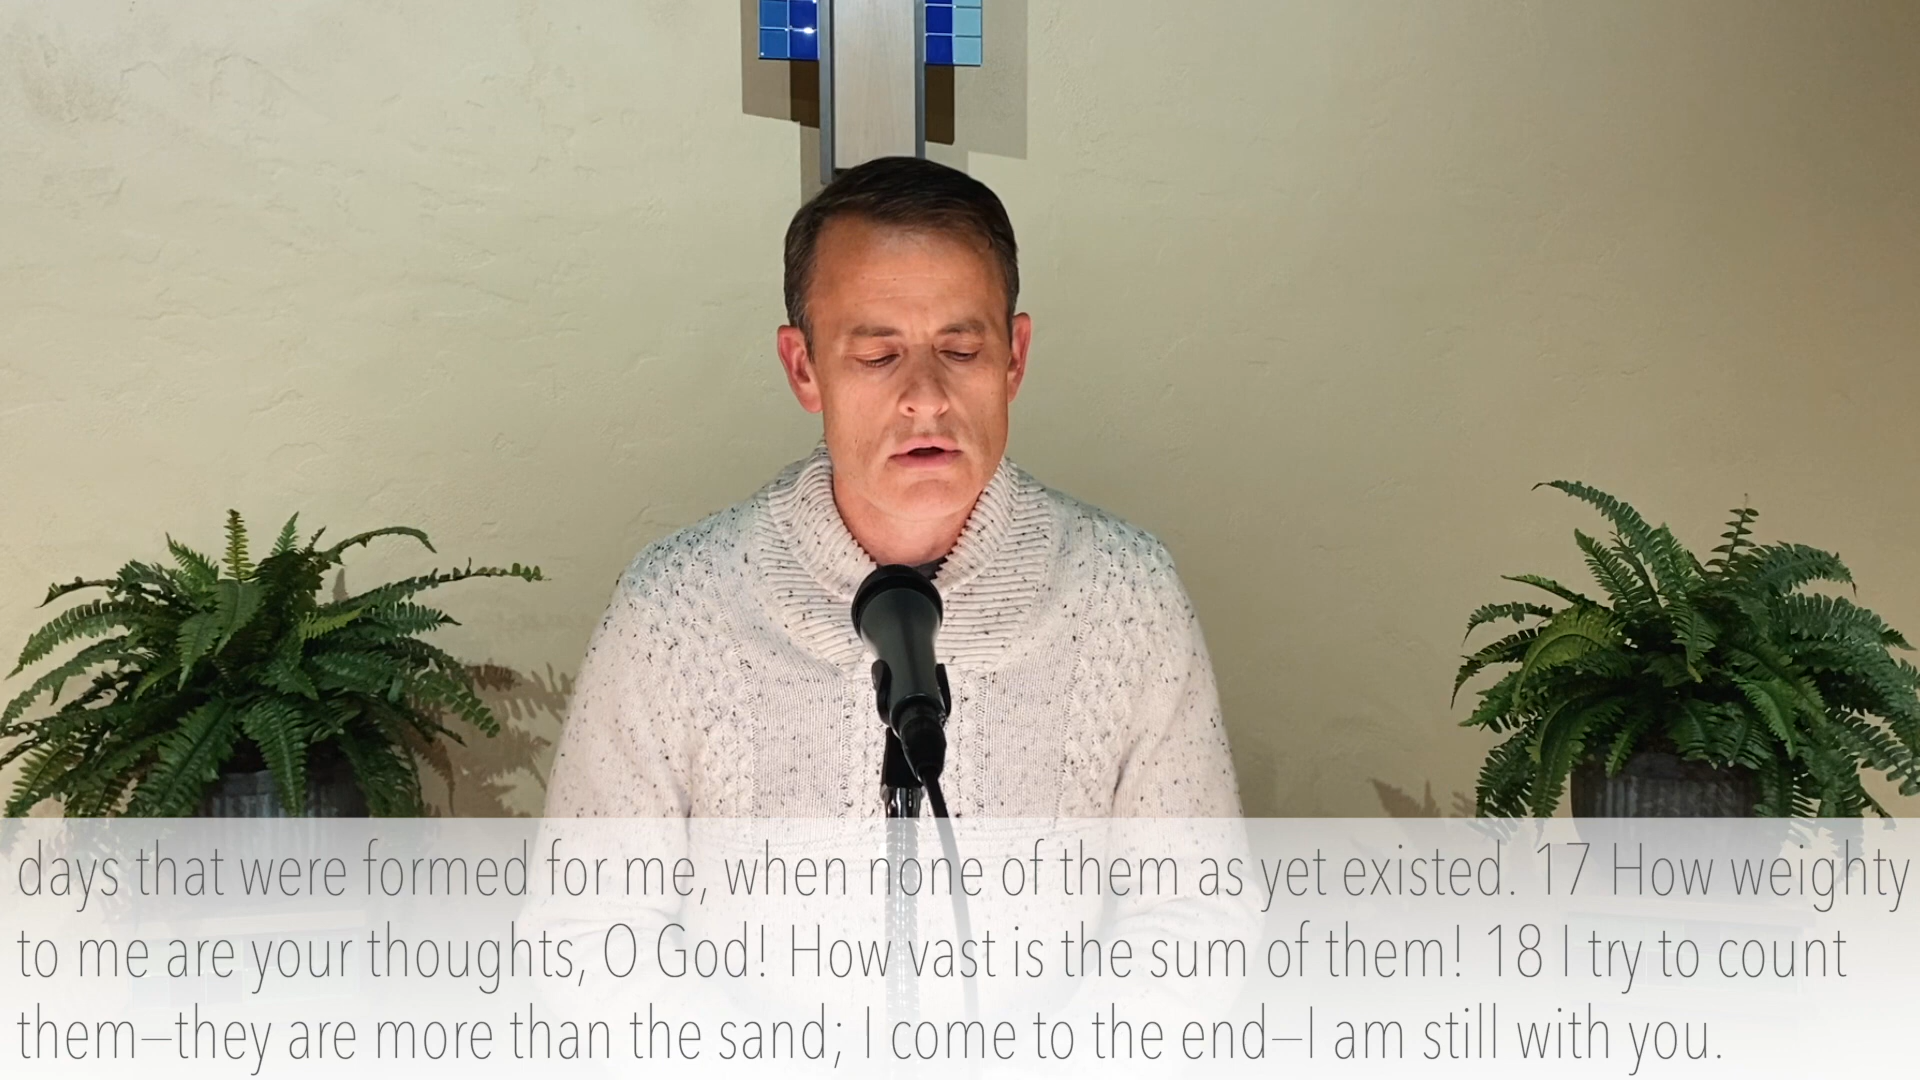 days that were formed for me, when none of them as yet existed. 17 How weighty
to me are your thoughts, O God! How vast is the sum of them! 18 I try to count
them—they are more than the sand; I come to the end—I am still with you.